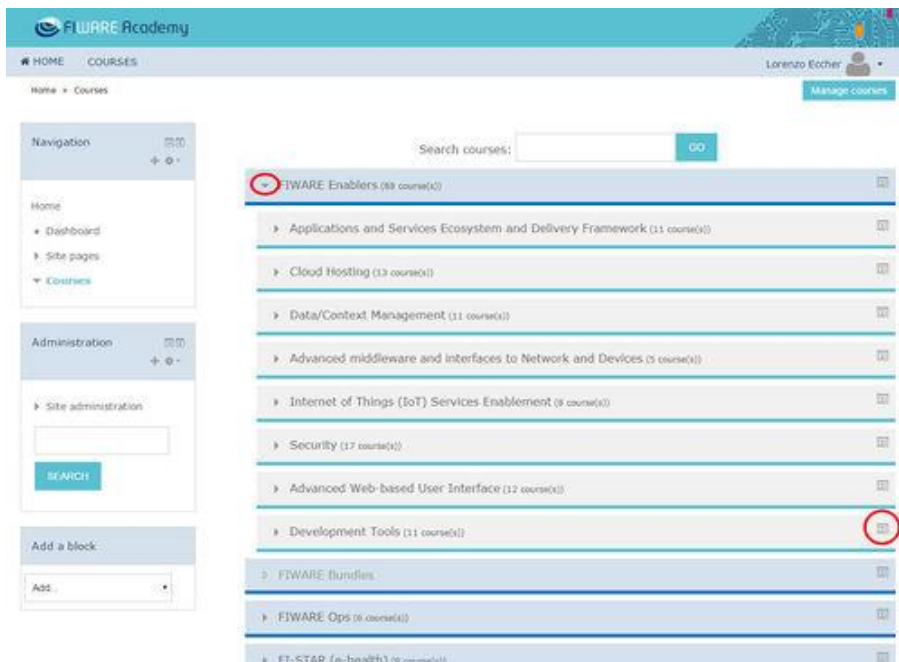 FIWARE Academy
HOME COURSES
Lorenzo Eccher
Home » Courses
Manage courses
Navigation
Search courses:
GO
FIWARE Enablers (88 course(s))
Home
Dashboard
Site pages
Courses
Applications and Services Ecosystem and Delivery Framework (11 course(s))
Cloud Hosting (13 course(s))
Data/Context Management (11 course(s))
Administration
Advanced middleware and interfaces to Network and Devices (5 course(s))
Site administration
Internet of Things (IoT) Services Enablement (8 course(s))
Security (17 course(s))
SEARCH
Advanced Web-based User Interface (12 course(s))
Development Tools (11 course(s))
Add a block
Add...
FIWARE Bundles
FIWARE Ops (6 course(s))
FI-STAR (e-health)